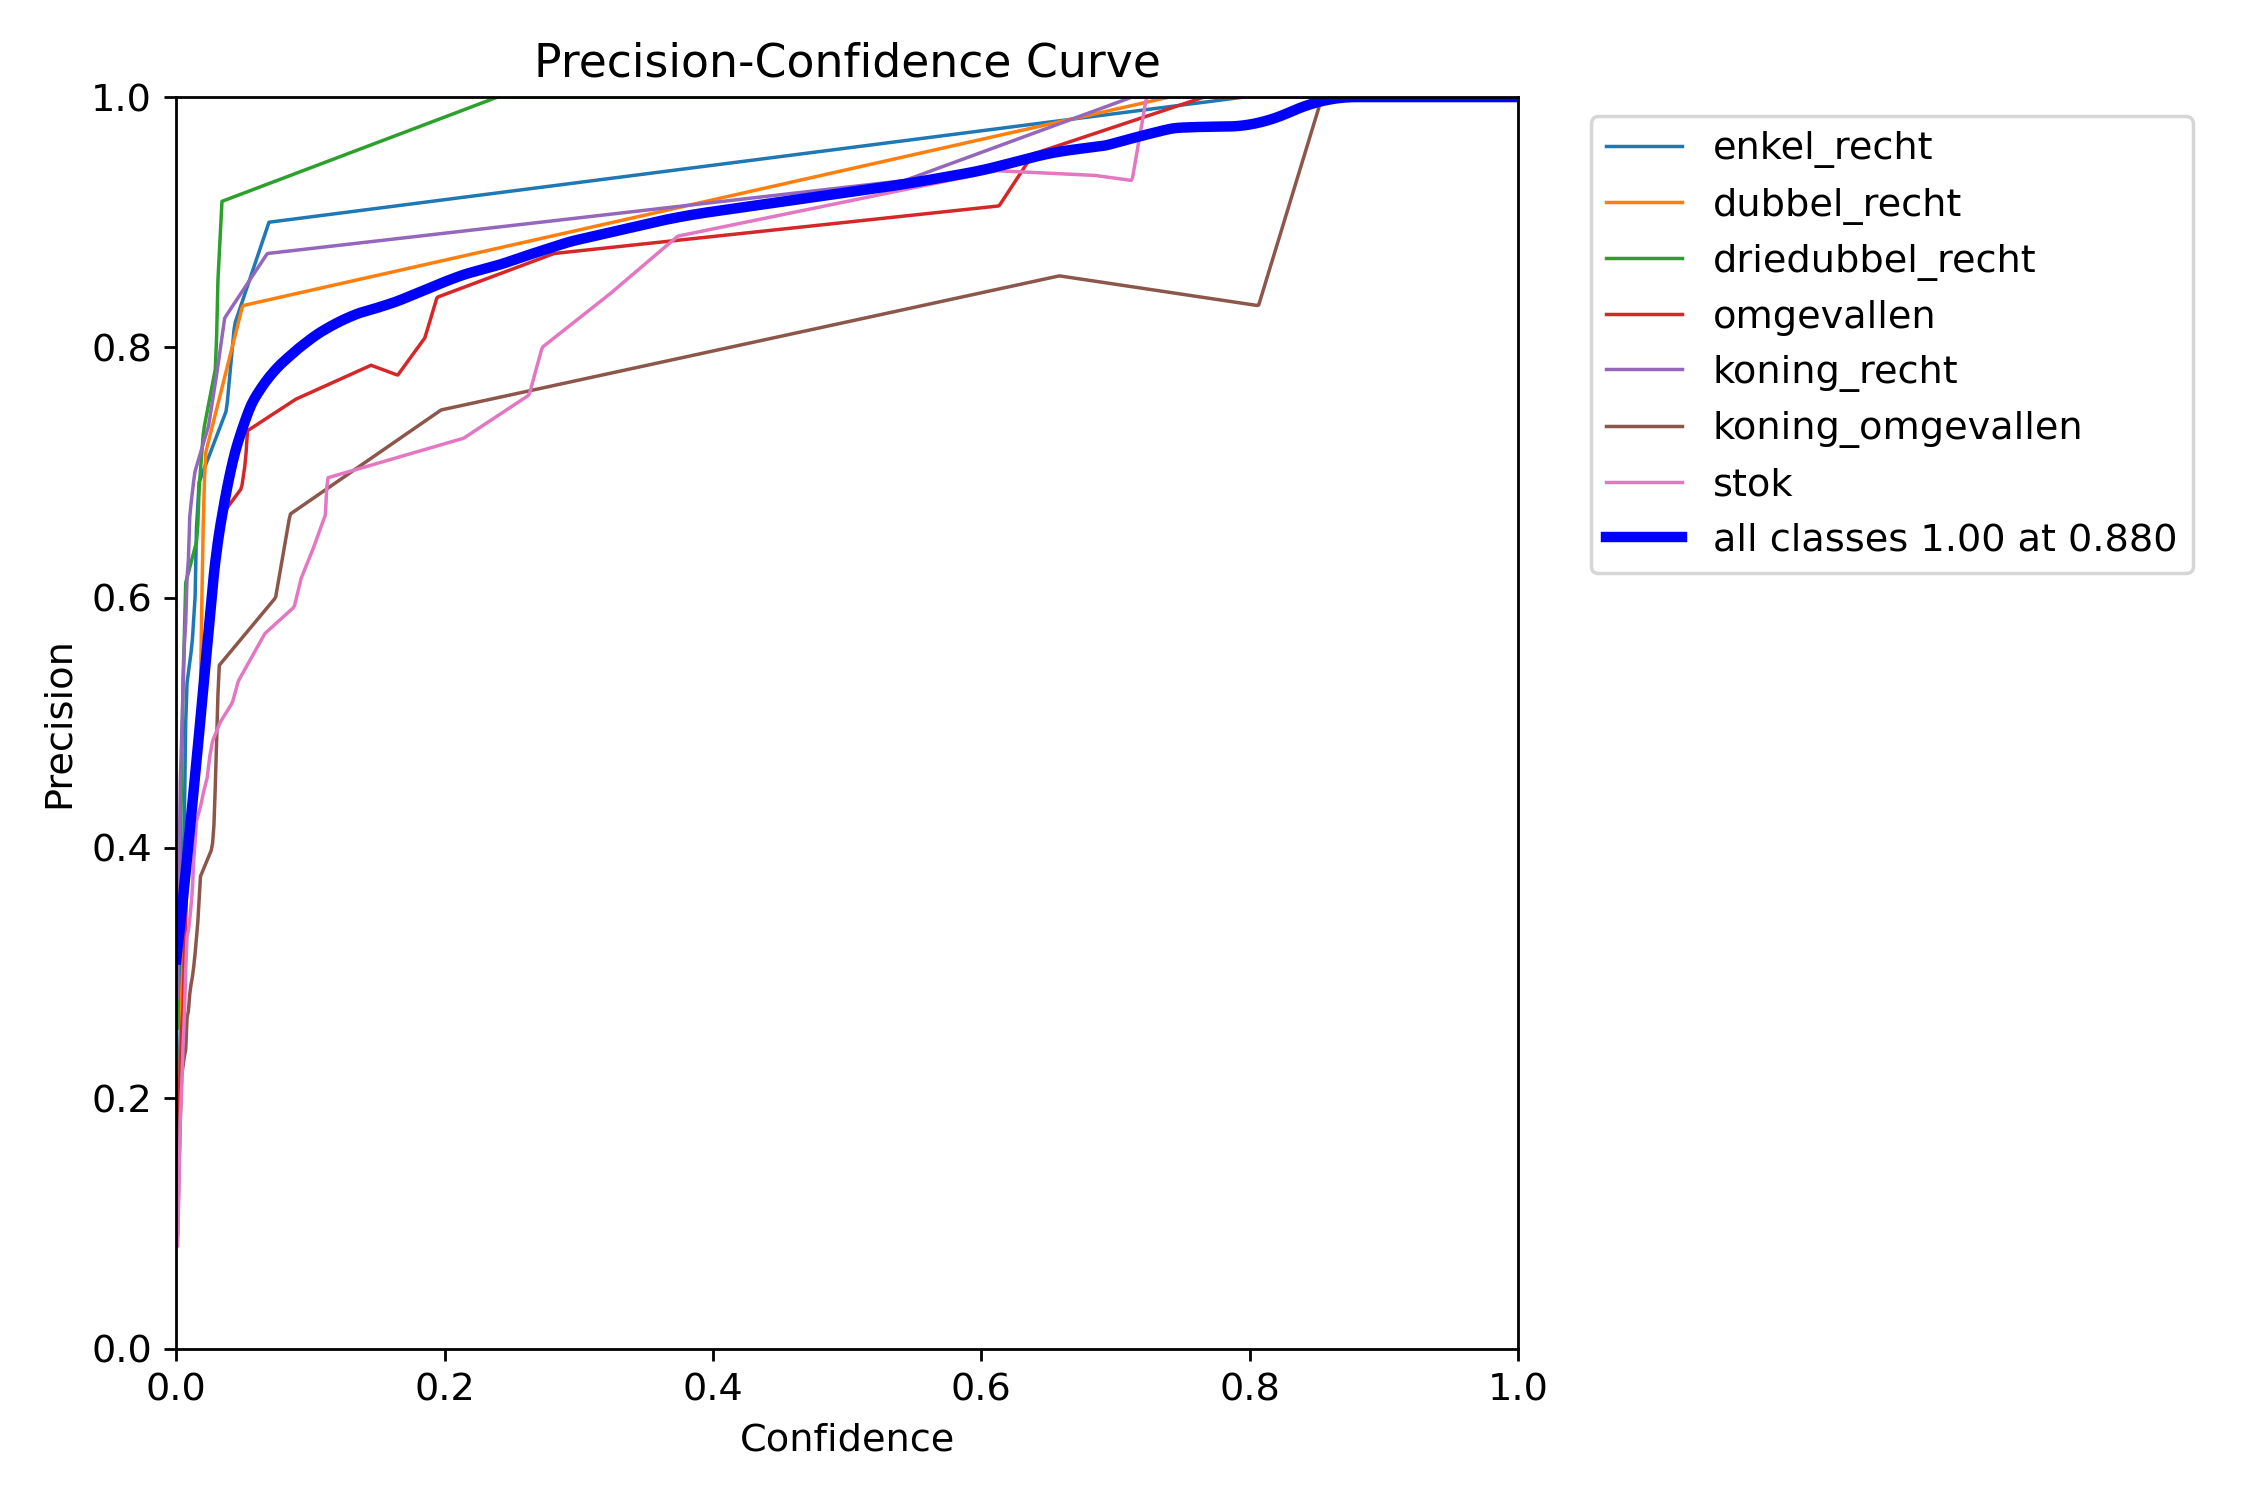 Precision-Confidence Curve
1.0
0.8
0.6
0.4
0.2
0.0
Precision
0.0 0.2 0.4 0.6 0.8 1.0
Confidence
enkel_recht
dubbel_recht
driedubbel_recht
omgevallen
koning_recht
koning_omgevallen
stok
all classes 1.00 at 0.880